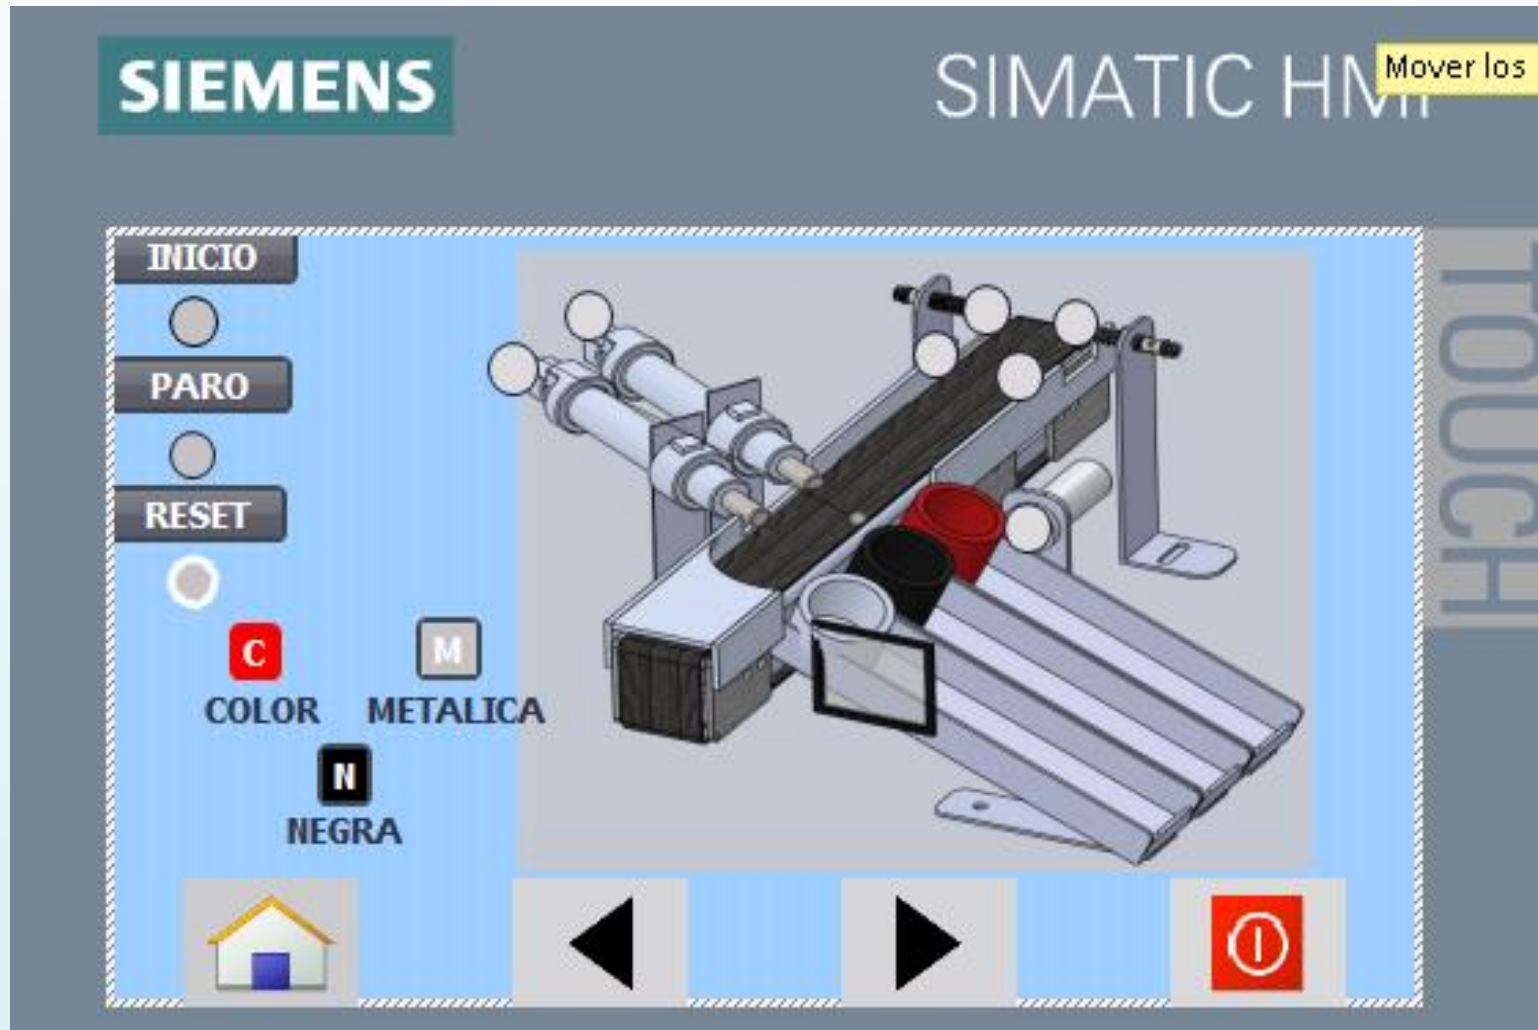 SIEMENS
SIMATIC HMI
Mover los
TOUCH
INICIO
PARO
RESET
C
M
COLOR
METALICA
N
NEGRA